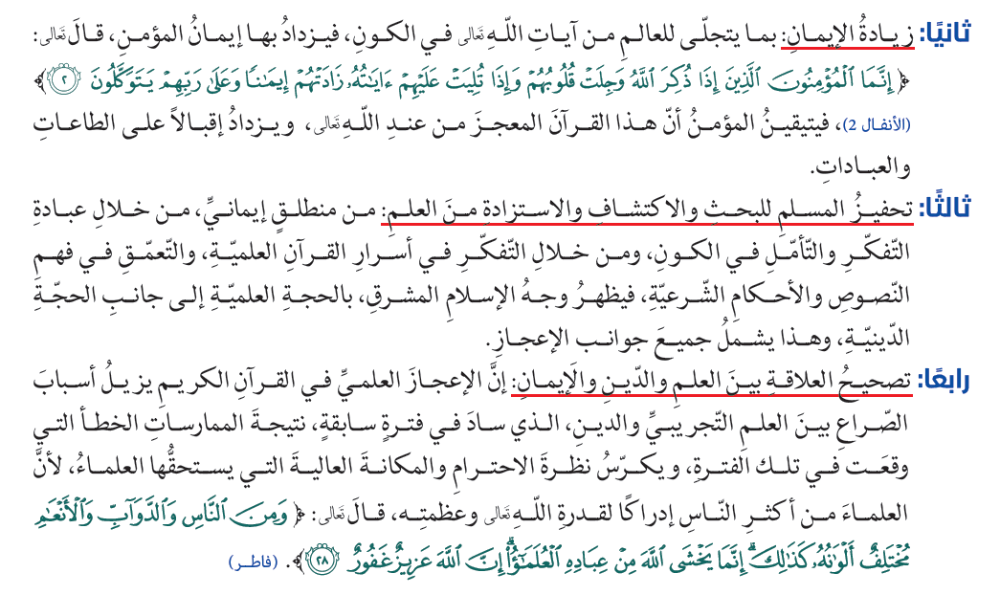 ثانيًا: زيادةُ الإيمانِ: بما يتجلّى للعالمِ من آياتِ اللّهِ تَعَالَى في الكونِ، فيزدادُ بها إيمانُ المؤمنِ، قالَ تَعَالَى:
﴿إِنَّمَا ٱلْمُؤْمِنُونَ ٱلَّذِينَ إِذَا ذُكِرَ ٱللَّهُ وَجِلَتْ قُلُوبُهُمْ وَإِذَا تُلِيَتْ عَلَيْهِمْ ءَايَٰتُهُۥ زَادَتْهُمْ إِيمَٰنًا وَعَلَىٰ رَبِّهِمْ يَتَوَكَّلُونَ ٢﴾
(الأنفال 2)، فيتيقينُ المؤمنُ أنّ هذا القرآنَ المعجزَ من عندِ اللّهِ تَعَالَى، ويزدادُ إقبالاً على الطاعاتِ
والعباداتِ.
ثالثًا: تحفيزُ المسلمِ للبحثِ والاكتشافِ والاستزادةِ منَ العلمِ: من منطلقٍ إيمانيٍّ، من خلالِ عبادةِ
التّفكّرِ والتّأمّلِ في الكونِ، ومن خلالِ التّفكّرِ في أسرارِ القرآنِ العلميّةِ، والتّعمّقِ في فهمِ
النّصوصِ والأحكامِ الشّرعيّةِ، فيظهرُ وجهُ الإسلامِ المشرقِ، بالحجةِ العلميّةِ إلى جانبِ الحجّةِ
الدّينيّةِ، وهذا يشملُ جميعَ جوانبِ الإعجازِ.
رابعًا: تصحيحُ العلاقةِ بينَ العلمِ والدّينِ والَإيمانِ: إنَّ الإعجازَ العلميَّ في القرآنِ الكريمِ يزيلُ أسبابَ
الصّراعِ بينَ العلمِ التّجريبيِّ والدينِ، الذي سادَ في فترةٍ سابقةٍ، نتيجةَ الممارساتِ الخطأ التي
وقعَت في تلك الفترةِ، ويكرّسُ نظرةَ الاحترامِ والمكانةَ العاليةَ التي يستحقُّها العلماءُ، لأنَّ
العلماءَ من أكثرِ النّاسِ إدراكًا لقدرةِ اللّهِ تَعَالَى وعظمتِه، قالَ تَعَالَى: ﴿وَمِنَ ٱلنَّاسِ وَٱلدَّوَآبِّ وَٱلْأَنْعَٰمِ
مُخْتَلِفٌ أَلْوَٰنُهُۥ كَذَٰلِكَ ۗ إِنَّمَا يَخْشَى ٱللَّهَ مِنْ عِبَادِهِ ٱلْعُلَمَٰٓؤُا۟ ۗ إِنَّ ٱللَّهَ عَزِيزٌ غَفُورٌ ٢٨﴾. (فاطر)